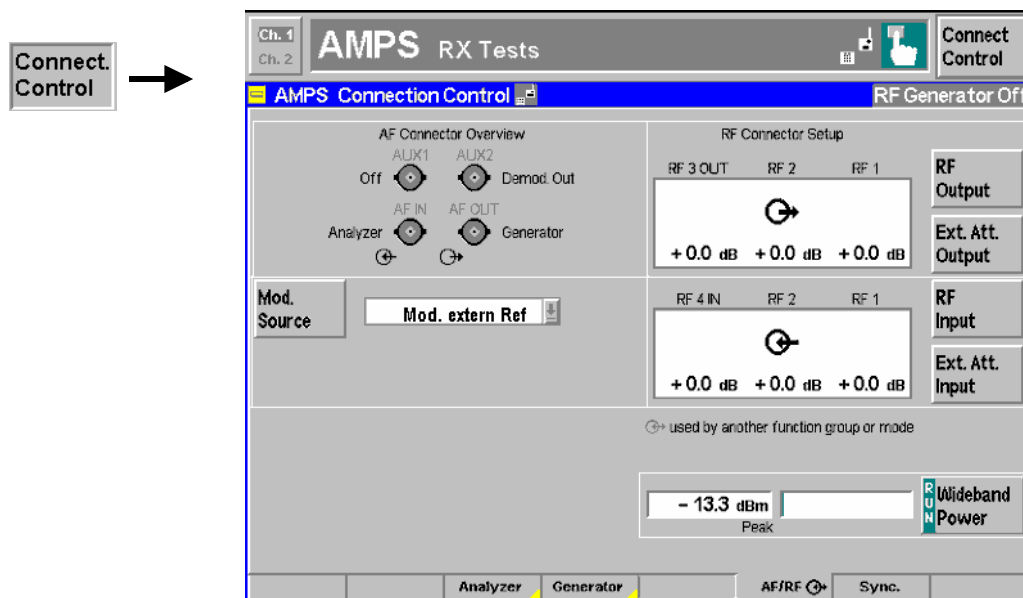 Connect.
Control
Ch. 1
Ch. 2
AMPS RX Tests
Connect
Control
AMPS Connection Control
RF Generator Off
AF Connector Overview
AUX1 AUX2
Off Demod. Out
AF IN AF OUT
Analyzer Generator
RF Connector Setup
RF 3 OUT RF 2 RF 1
+ 0.0 dB + 0.0 dB + 0.0 dB
RF
Output
Ext. Att.
Output
Mod.
Source
Mod. extern Ref
RF 4 IN RF 2 RF 1
+ 0.0 dB + 0.0 dB + 0.0 dB
RF
Input
Ext. Att.
Input
used by another function group or mode
– 13.3 dBm
Peak
RUN
Wideband
Power
Analyzer Generator AF/RF Sync.